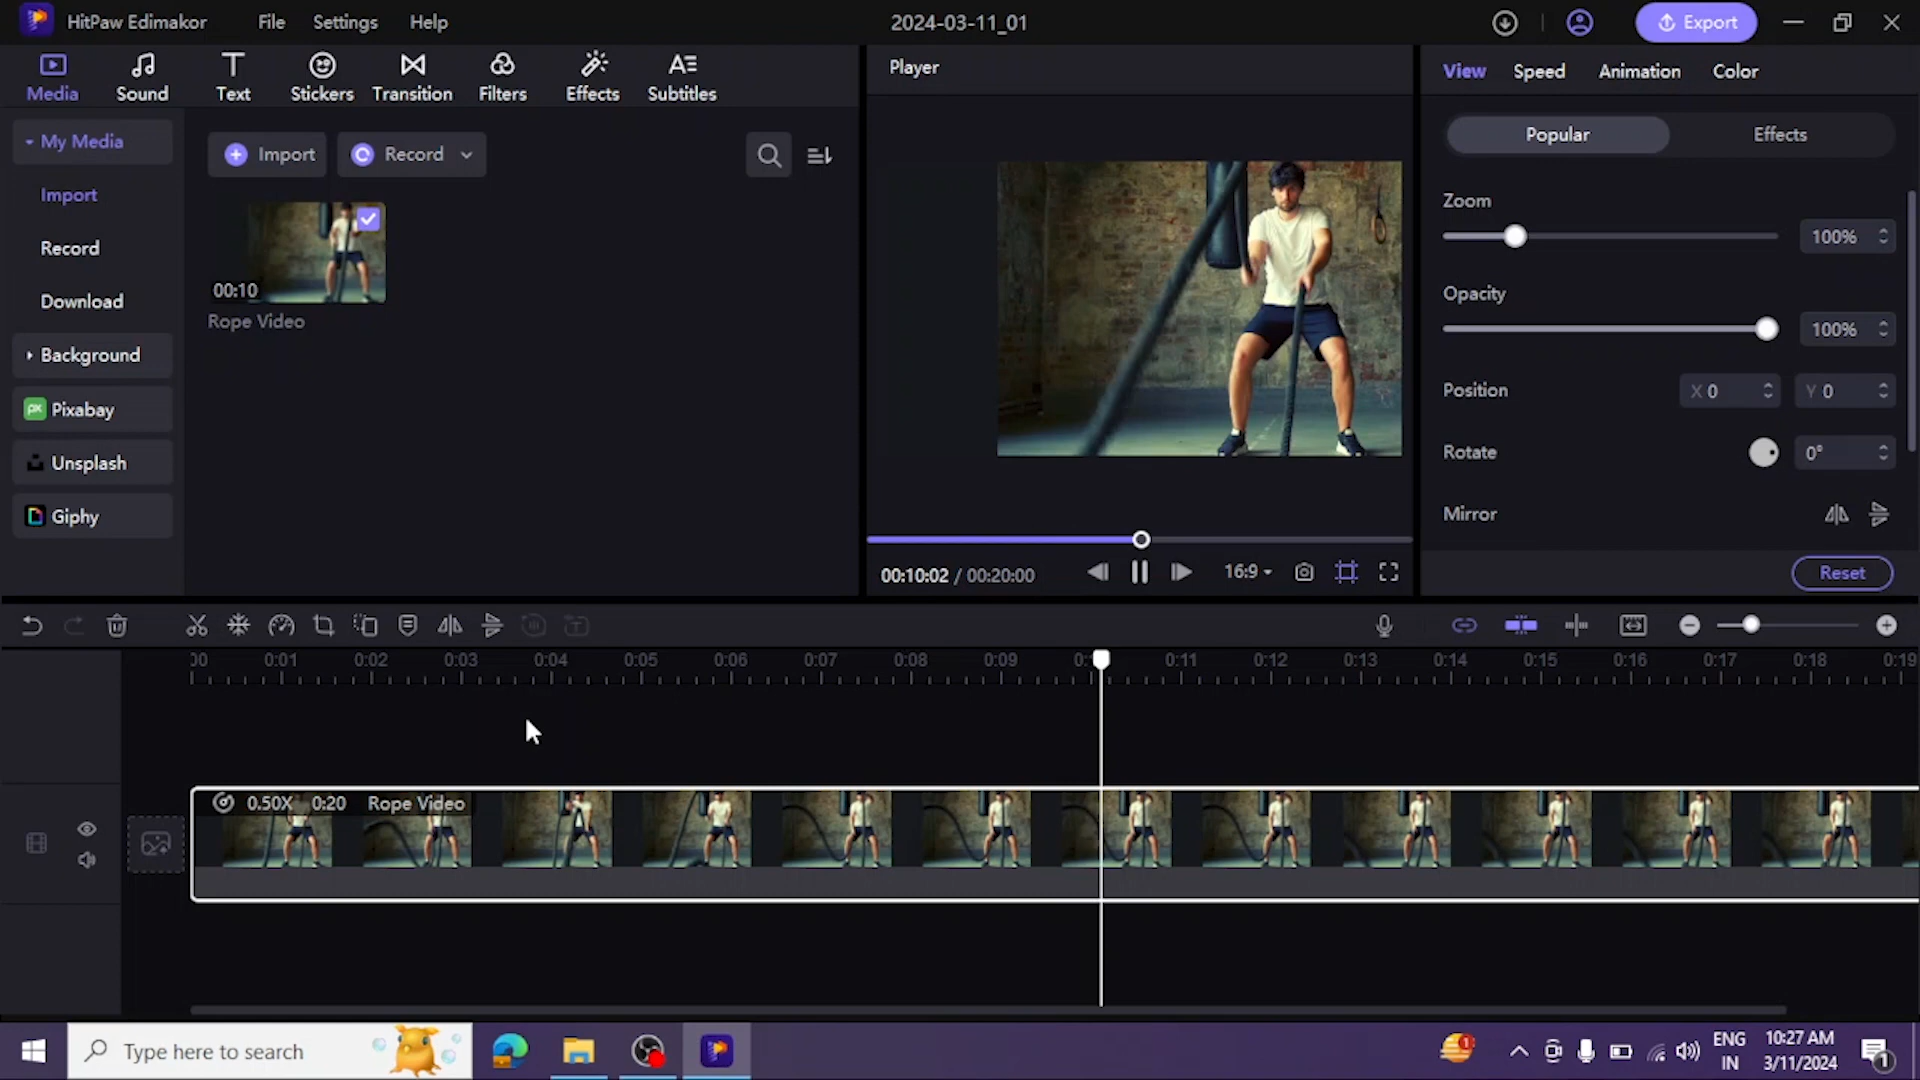 HitPaw Edimakor
File
Settings
Help
2024-03-11_01
Export
Media
Sound
Text
Stickers
Transition
Filters
Effects
Subtitles
Player
View
Speed
Animation
Color
My Media
Import
Record
Popular
Effects
Import
Record
Download
Background
Pixabay
Unsplash
Giphy
00:10
Rope Video
Zoom
100%
Opacity
100%
Position
X 0
Y 0
Rotate
0°
Mirror
Reset
00:10:02 / 00:20:00
16:9
0:01 0:02 0:03 0:04 0:05 0:06 0:07 0:08 0:09 0:11 0:12 0:13 0:14 0:15 0:16 0:17 0:18 0:19
0.50X 0:20 Rope Video
Type here to search
1
ENG
IN
10:27 AM
3/11/2024
1